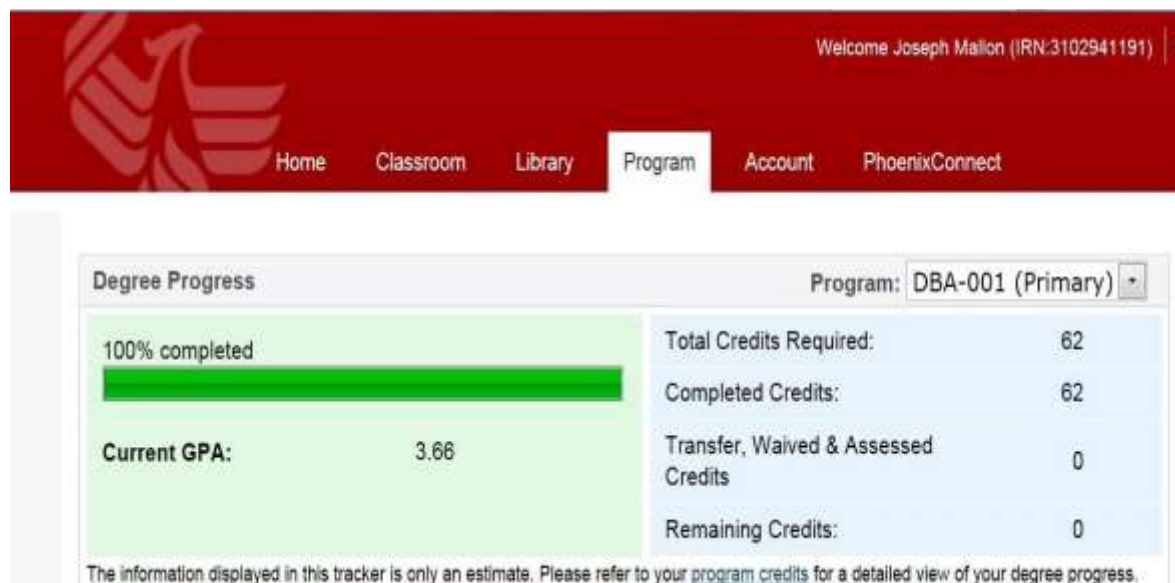 Welcome Joseph Mallon (IRN:3102941191)
Home Classroom Library Program Account PhoenixConnect
Degree Progress Program: DBA-001 (Primary)
100% completed
Current GPA: 3.66
Total Credits Required: 62
Completed Credits: 62
Transfer, Waived & Assessed
Credits 0
Remaining Credits: 0
The information displayed in this tracker is only an estimate. Please refer to your program credits for a detailed view of your degree progress.